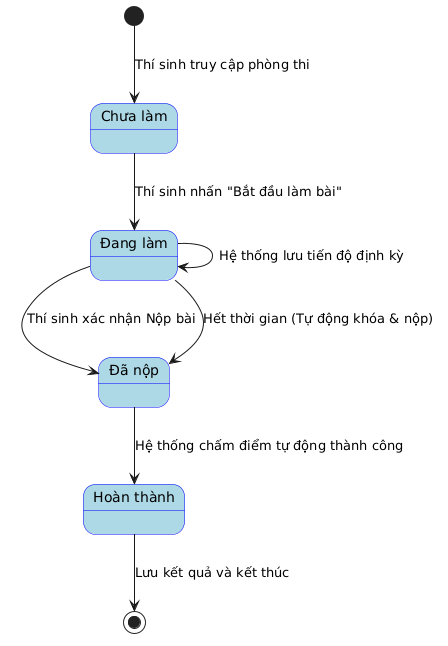 Thí sinh truy cập phòng thi
Chưa làm
Thí sinh nhấn "Bắt đầu làm bài"
Đang làm
Hệ thống lưu tiến độ định kỳ
Thí sinh xác nhận Nộp bài
Hết thời gian (Tự động khóa & nộp)
Đã nộp
Hệ thống chấm điểm tự động thành công
Hoàn thành
Lưu kết quả và kết thúc